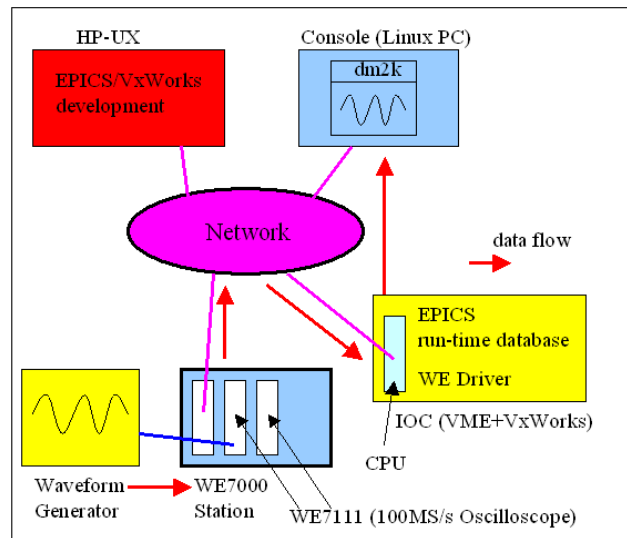 HP-UX
Console (Linux PC)
EPICS/VxWorks
development
dm2k
Network
data flow
EPICS
run-time database
WE Driver
IOC (VME+VxWorks)
CPU
Waveform
Generator
WE7000
Station
WE7111 (100MS/s Oscilloscope)